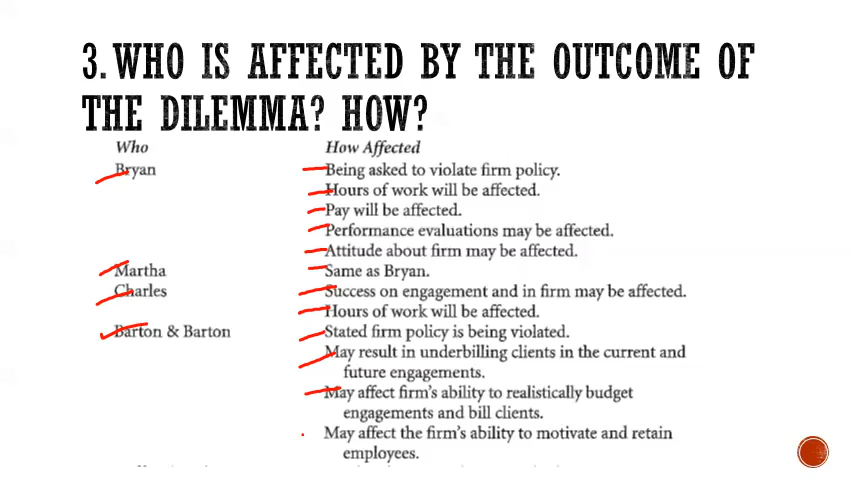 3. WHO IS AFFECTED BY THE OUTCOME OF
THE DILEMMA? HOW?
Who How Affected
Bryan Being asked to violate firm policy.
Hours of work will be affected.
Pay will be affected.
Performance evaluations may be affected.
Attitude about firm may be affected.
Martha Same as Bryan.
Charles Success on engagement and in firm may be affected.
Hours of work will be affected.
Barton & Barton Stated firm policy is being violated.
May result in underbilling clients in the current and
future engagements.
May affect firm's ability to realistically budget
engagements and bill clients.
May affect the firm's ability to motivate and retain
employees.